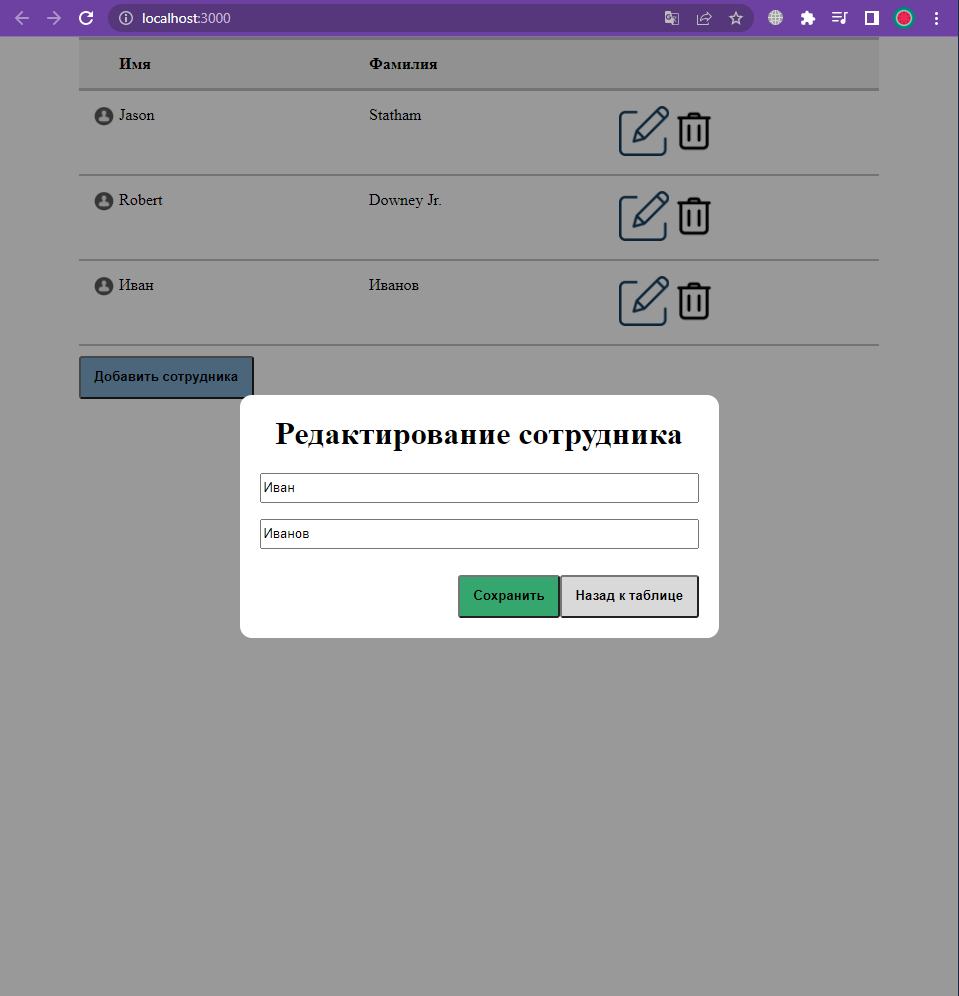 localhost:3000
Имя Фамилия
Jason Statham
Robert Downey Jr.
Иван Иванов
Добавить сотрудника
Редактирование сотрудника
Иван
Иванов
Сохранить Назад к таблице